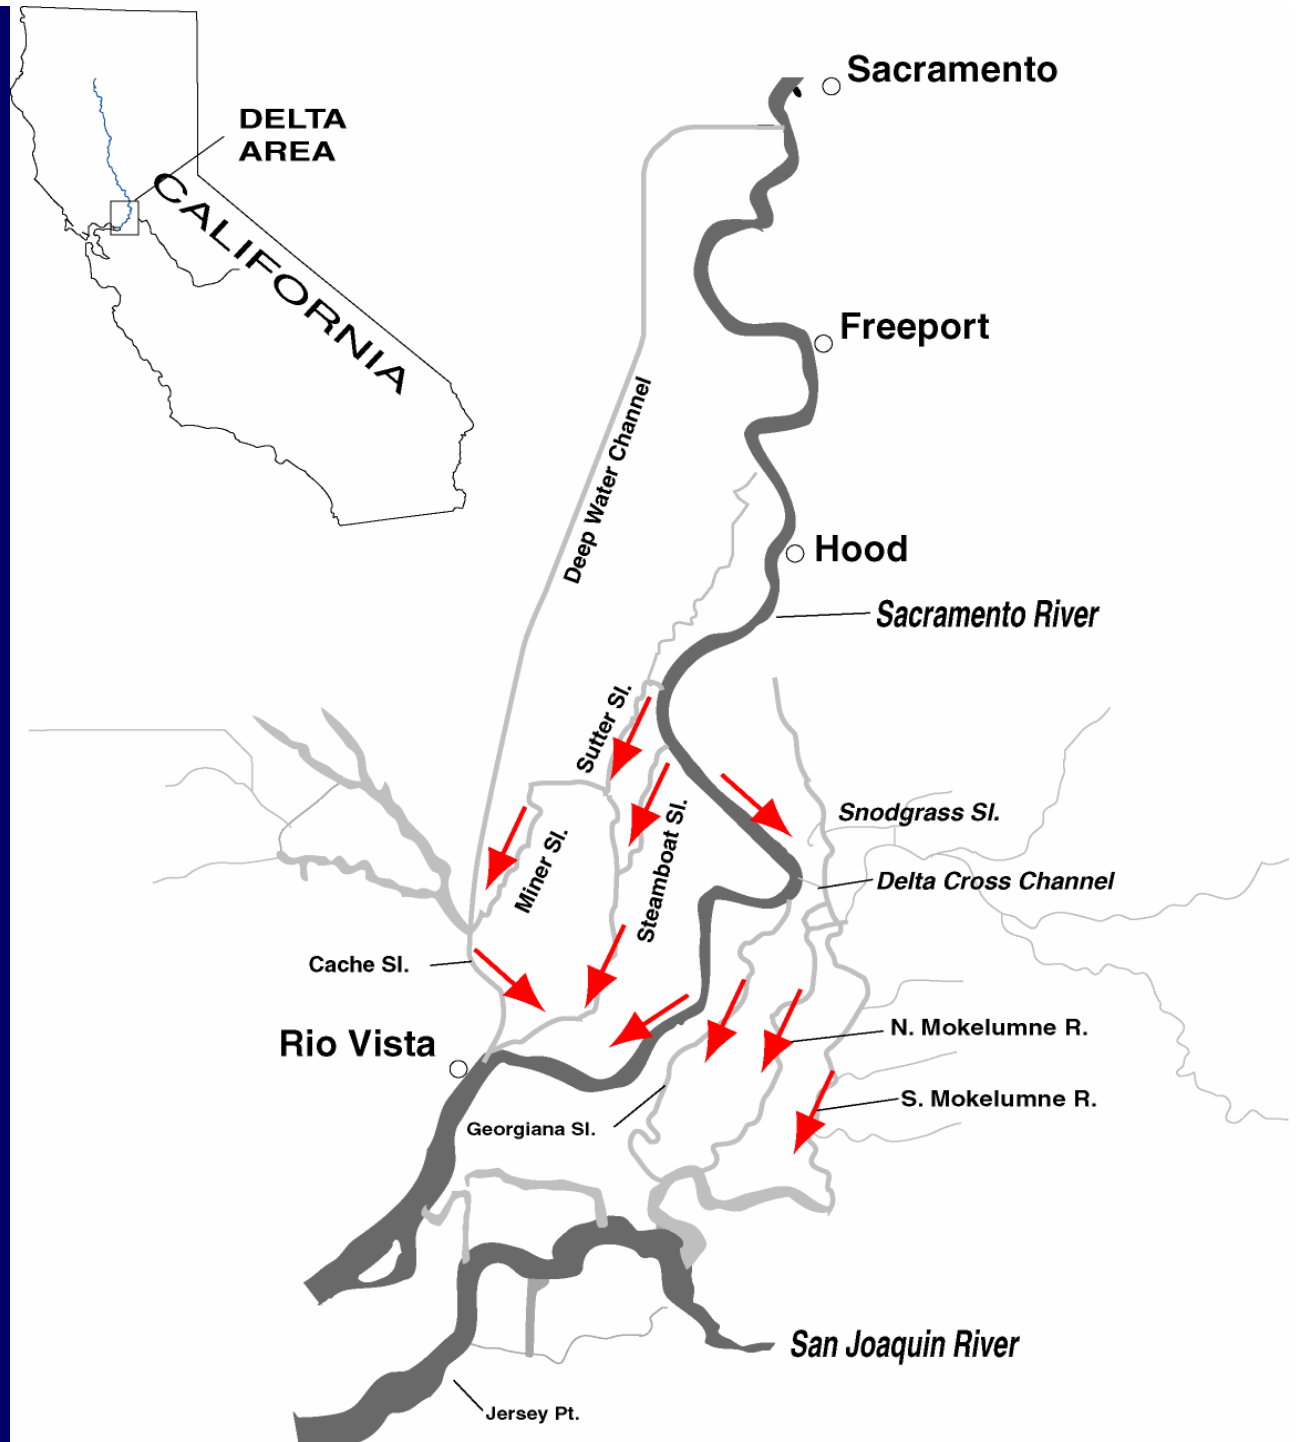 Sacramento
DELTA
AREA
CALIFORNIA
Freeport
Deep Water Channel
Hood
Sacramento River
Sutter Sl.
Snodgrass Sl.
Steamboat Sl.
Miner Sl.
Delta Cross Channel
Cache Sl.
N. Mokelumne R.
Rio Vista
S. Mokelumne R.
Georgiana Sl.
San Joaquin River
Jersey Pt.